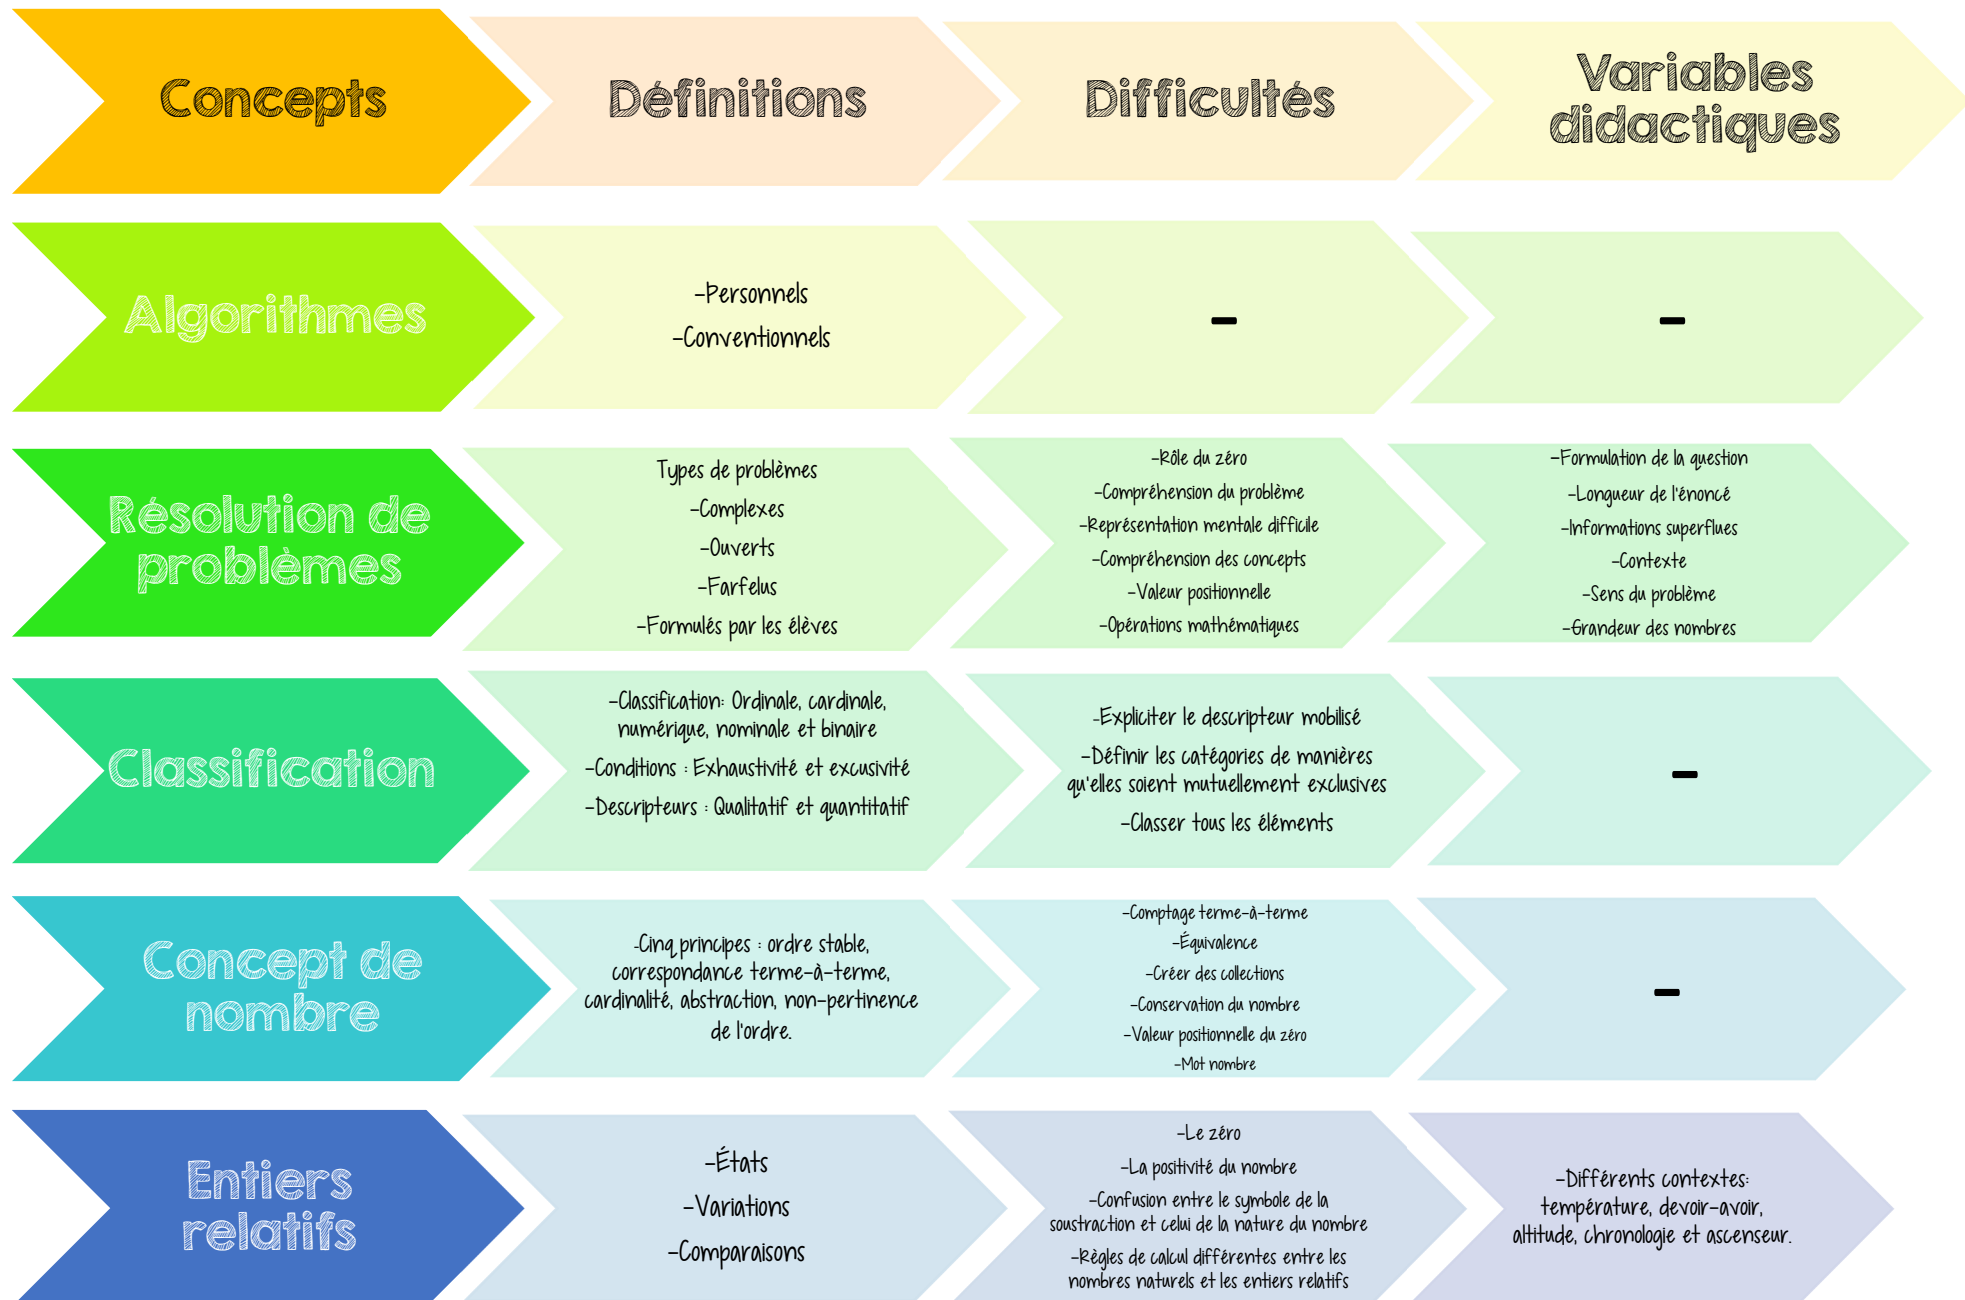 Concepts
Définitions
Difficultés
Variables
didactiques
Algorithmes
-Personnels
-Conventionnels
-
-
Résolution de
problèmes
Types de problèmes
-Complexes
-Ouverts
-Farfelus
-Formulés par les élèves
-Rôle du zéro
-Compréhension du problème
-Représentation mentale difficile
-Compréhension des concepts
-Valeur positionnelle
-Opérations mathématiques
-Formulation de la question
-Longueur de l'énoncé
-Informations superflues
-Contexte
-Sens du problème
-Grandeur des nombres
Classification
-Classification: Ordinale, cardinale,
numérique, nominale et binaire
-Conditions : Exhaustivité et excusivité
-Descripteurs : Qualitatif et quantitatif
-Expliciter le descripteur mobilisé
-Définir les catégories de manières
qu'elles soient mutuellement exclusives
-Classer tous les éléments
-
Concept de
nombre
-Cinq principes : ordre stable,
correspondance terme-à-terme,
cardinalité, abstraction, non-pertinence
de l'ordre.
-Comptage terme-à-terme
-Équivalence
-Créer des collections
-Conservation du nombre
-Valeur positionnelle du zéro
-Mot nombre
-
Entiers
relatifs
-États
-Variations
-Comparaisons
-Le zéro
-La positivité du nombre
-Confusion entre le symbole de la
soustraction et celui de la nature du nombre
-Règles de calcul différentes entre les
nombres naturels et les entiers relatifs
-Différents contextes:
température, devoir-avoir,
altitude, chronologie et ascenseur.